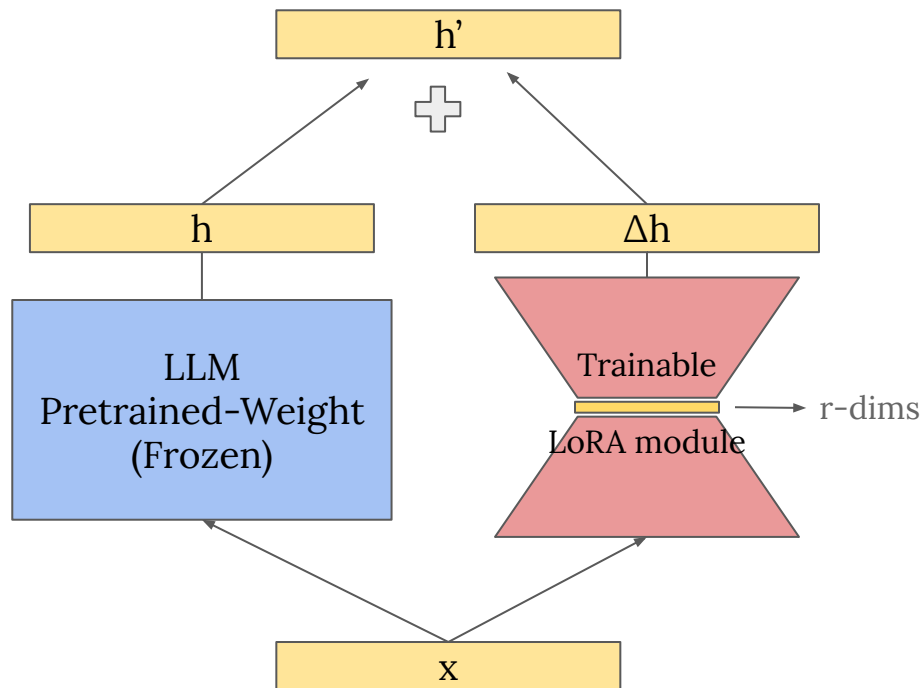 h’
h
Δh
LLM
Pretrained-Weight
(Frozen)
Trainable
LoRA module
r-dims
x